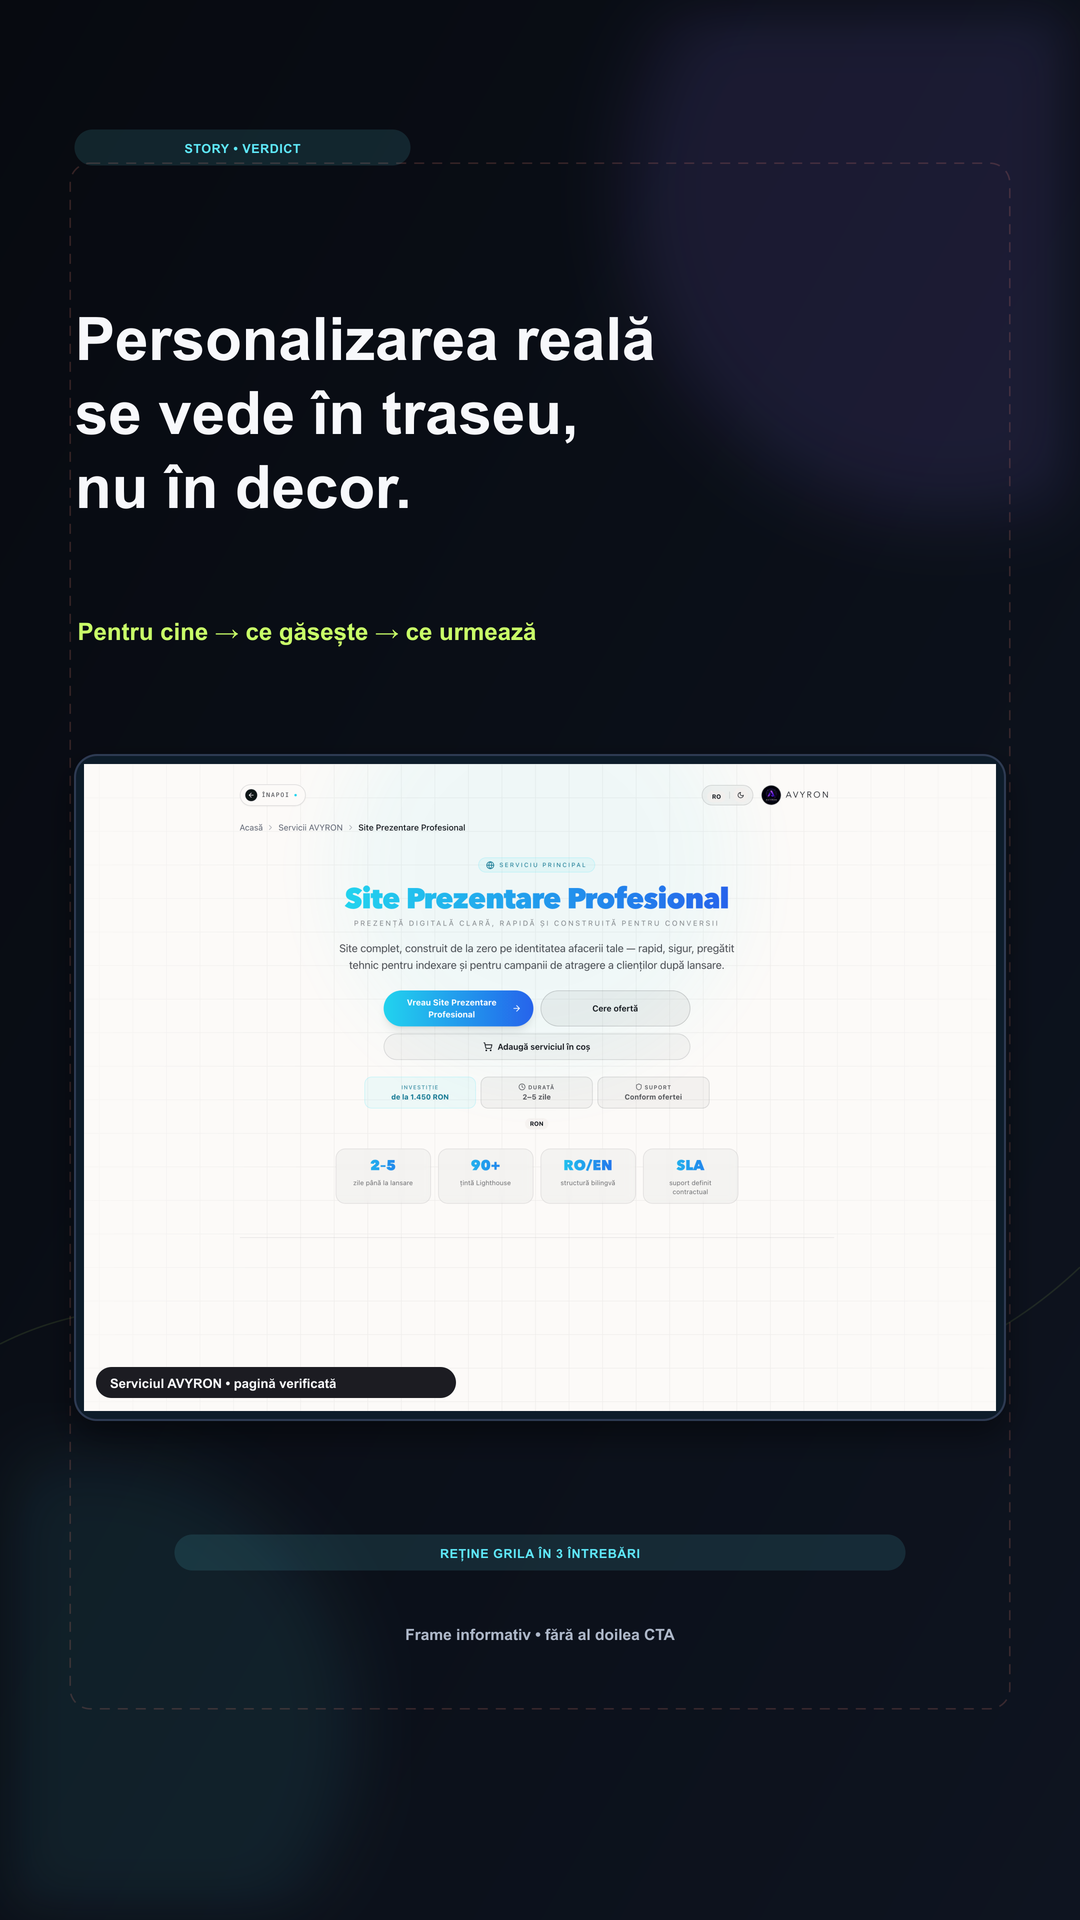 STORY • VERDICT
Personalizarea reală
se vede în traseu,
nu în decor.
Pentru cine → ce găsește → ce urmează
ÎNAPOI
RO
AVYRON
Acasă > Servicii AVYRON > Site Prezentare Profesional
SERVICIU PRINCIPAL
Site Prezentare Profesional
PREZENȚĂ DIGITALĂ CLARĂ, RAPIDĂ ȘI CONSTRUITĂ PENTRU CONVERSII
Site complet, construit de la zero pe identitatea afacerii tale — rapid, sigur, pregătit
tehnic pentru indexare și pentru campanii de atragere a clienților după lansare.
Vreau Site Prezentare
Profesional →
Cere ofertă
Adaugă serviciul în coș
INVESTIȚIE
de la 1.450 RON
DURATĂ
2–5 zile
SUPORT
Conform ofertei
RON
2-5
zile până la lansare
90+
țintă Lighthouse
RO/EN
structură bilingvă
SLA
suport definit
contractual
Serviciul AVYRON • pagină verificată
REȚINE GRILA ÎN 3 ÎNTREBĂRI
Frame informativ • fără al doilea CTA